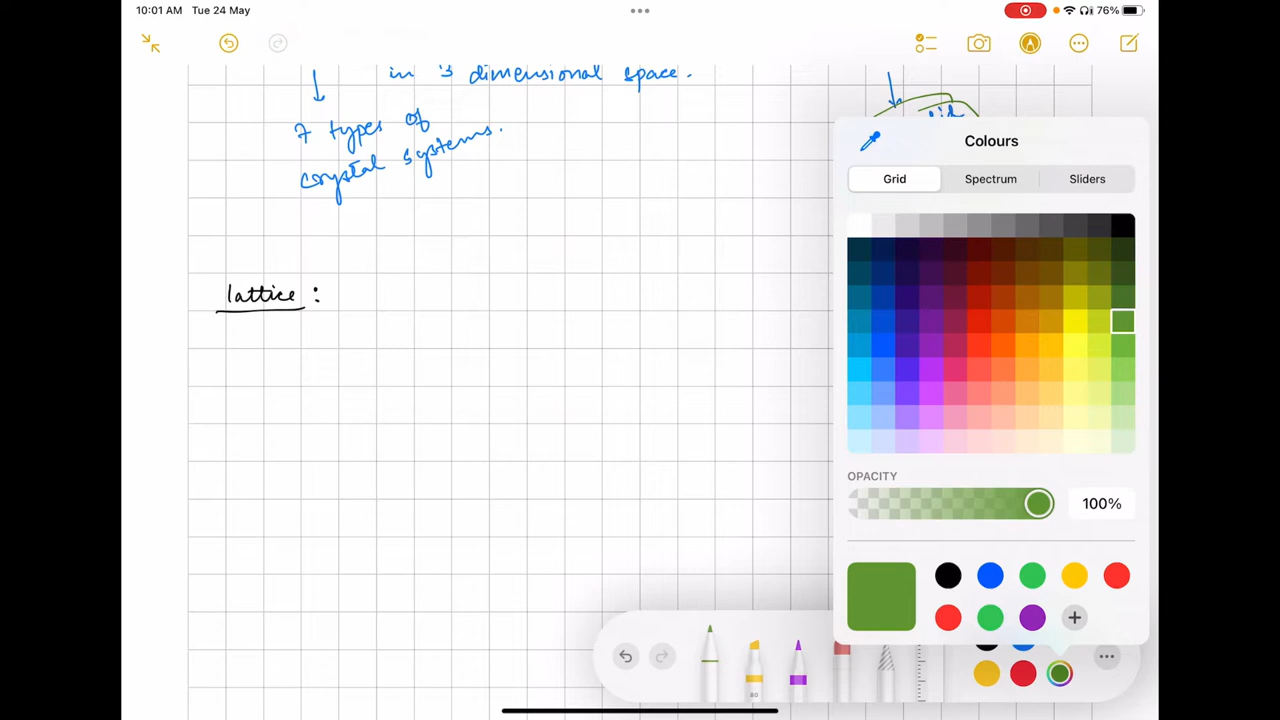 10:01 AM Tue 24 May
76%
in 3 dimensional space.
7 types of
crystal systems.
lattice :
Colours
Grid Spectrum Sliders
OPACITY
100%
80